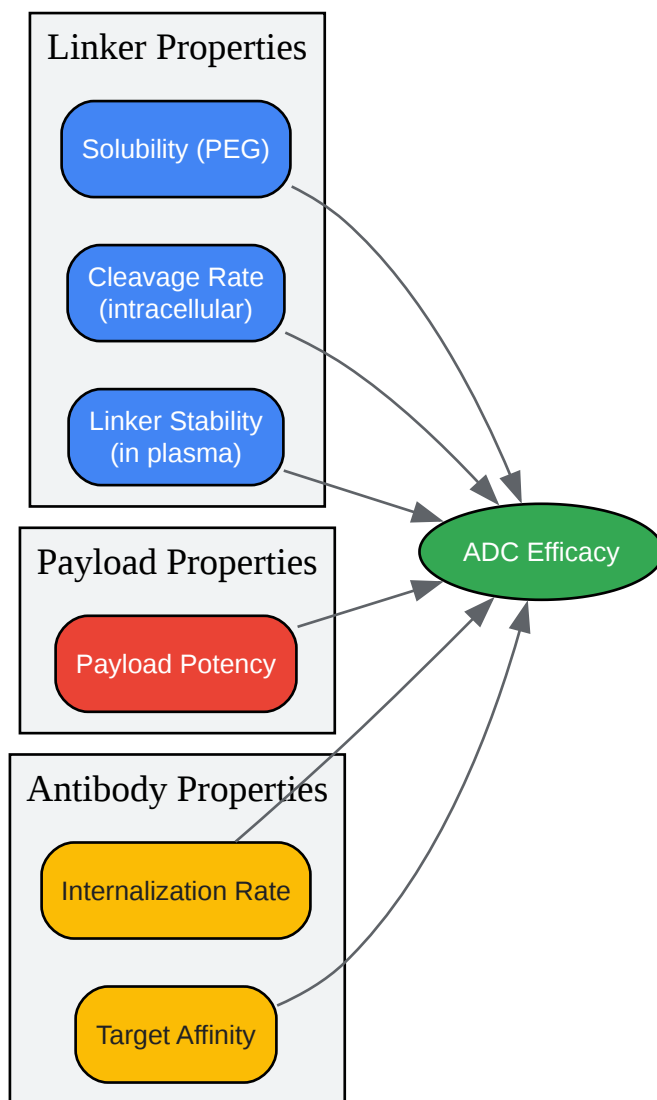 Linker Properties
Solubility (PEG)
Cleavage Rate
(intracellular)
Linker Stability
(in plasma)
ADC Efficacy
Payload Properties
Payload Potency
Antibody Properties
Internalization Rate
Target Affinity